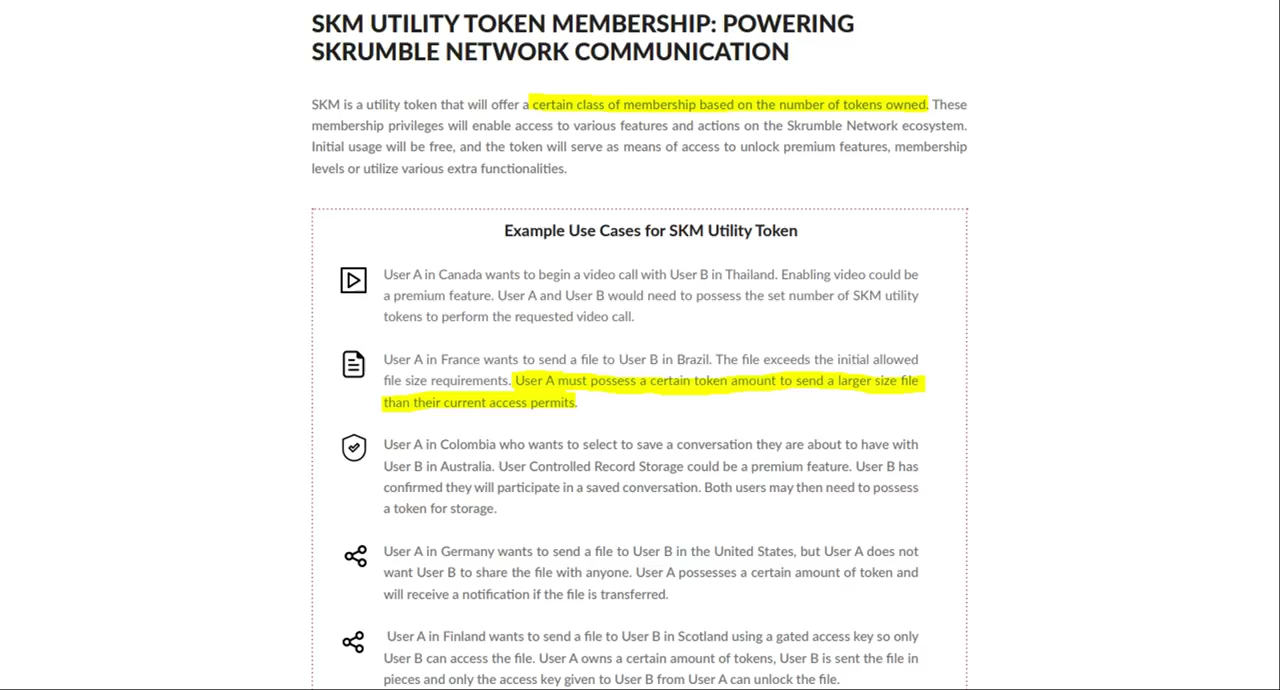 SKM UTILITY TOKEN MEMBERSHIP: POWERING
SKRUMBLE NETWORK COMMUNICATION
SKM is a utility token that will offer a certain class of membership based on the number of tokens owned. These
membership privileges will enable access to various features and actions on the Skrumble Network ecosystem.
Initial usage will be free, and the token will serve as means of access to unlock premium features, membership
levels or utilize various extra functionalities.
Example Use Cases for SKM Utility Token
User A in Canada wants to begin a video call with User B in Thailand. Enabling video could be
a premium feature. User A and User B would need to possess the set number of SKM utility
tokens to perform the requested video call.
User A in France wants to send a file to User B in Brazil. The file exceeds the initial allowed
file size requirements. User A must possess a certain token amount to send a larger size file
than their current access permits.
User A in Colombia who wants to select to save a conversation they are about to have with
User B in Australia. User Controlled Record Storage could be a premium feature. User B has
confirmed they will participate in a saved conversation. Both users may then need to possess
a token for storage.
User A in Germany wants to send a file to User B in the United States, but User A does not
want User B to share the file with anyone. User A possesses a certain amount of token and
will receive a notification if the file is transferred.
User A in Finland wants to send a file to User B in Scotland using a gated access key so only
User B can access the file. User A owns a certain amount of tokens, User B is sent the file in
pieces and only the access key given to User B from User A can unlock the file.